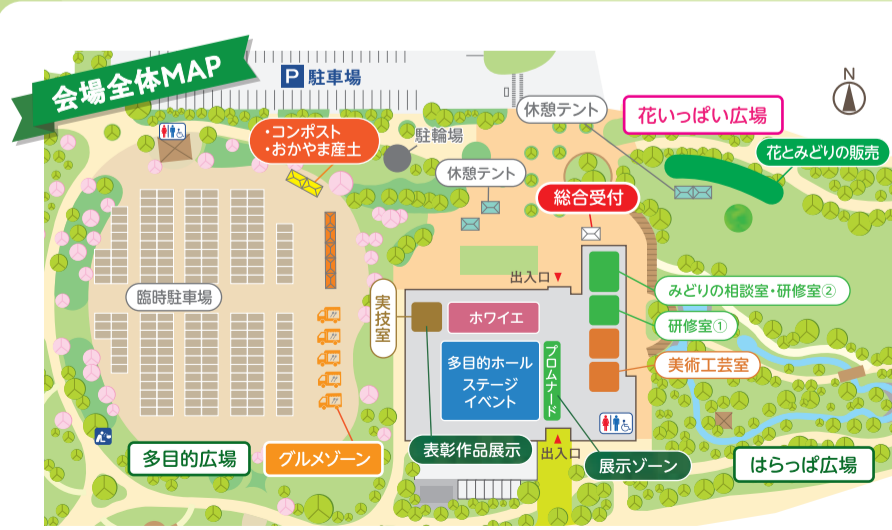 会場全体MAP
P 駐車場
N
休憩テント
花いっぱい広場
・コンポスト
・おかやま産土
駐輪場
花とみどりの販売
休憩テント
総合受付
出入口
みどりの相談室・研修室②
臨時駐車場
実技室
ホワイエ
研修室①
多目的ホール
ステージ
イベント
プロムナード
美術工芸室
多目的広場
グルメゾーン
表彰作品展示
出入口
展示ゾーン
はらっぱ広場